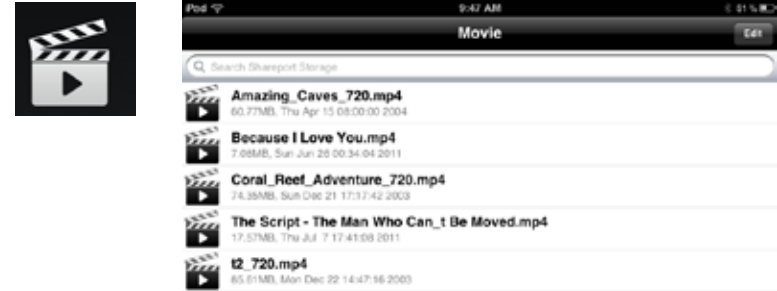 iPod 9:47 AM 81%
Movie
Edit
Search Shareport Storage
Amazing_Caves_720.mp4
60.77MB, Thu Apr 15 08:00:00 2004
Because I Love You.mp4
7.08MB, Sun Jun 26 00:34:04 2011
Coral_Reef_Adventure_720.mp4
74.35MB, Sun Dec 21 17:17:42 2003
The Script - The Man Who Can_t Be Moved.mp4
17.57MB, Thu Jul 7 17:41:08 2011
t2_720.mp4
65.61MB, Mon Dec 22 14:47:16 2003